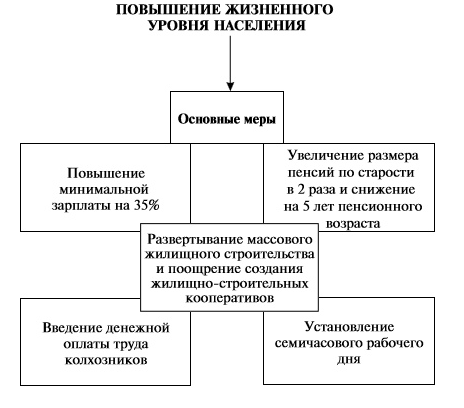 ПОВЫШЕНИЕ ЖИЗНЕННОГО
УРОВНЯ НАСЕЛЕНИЯ
Основные меры
Повышение
минимальной
зарплаты на 35%
Увеличение размера
пенсий по старости
в 2 раза и снижение
на 5 лет пенсионного
возраста
Развертывание массового
жилищного строительства
и поощрение создания
жилищно-строительных
кооперативов
Введение денежной
оплаты труда
колхозников
Установление
семичасового рабочего
дня